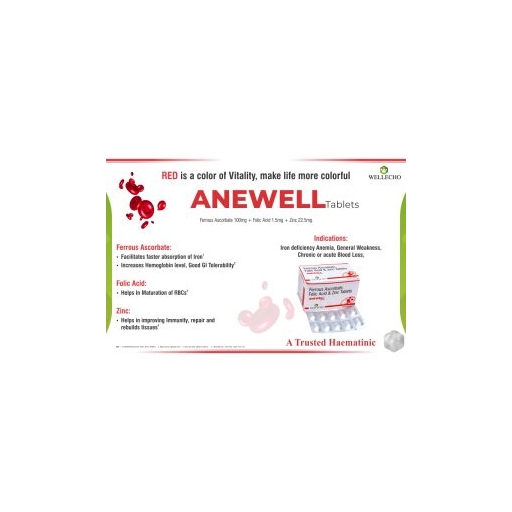 RED is a color of Vitality, make life more colorful
WELLECHO
ANEWELL Tablets
Ferrous Ascorbate 100mg + Folic Acid 1.5mg + Zinc 22.5mg
Ferrous Ascorbate:
• Facilitates faster absorption of Iron
• Increases Hemoglobin level, Good GI Tolerability
Folic Acid:
• Helps in Maturation of RBCs
Zinc:
• Helps in improving Immunity, repair and
rebuilds tissues
Indications:
Iron deficiency Anemia, General Weakness,
Chronic or acute Blood Loss,
Ferrous Ascorbate,
Folic Acid & Zinc Tablets
ANEWELL
A Trusted Haematinic